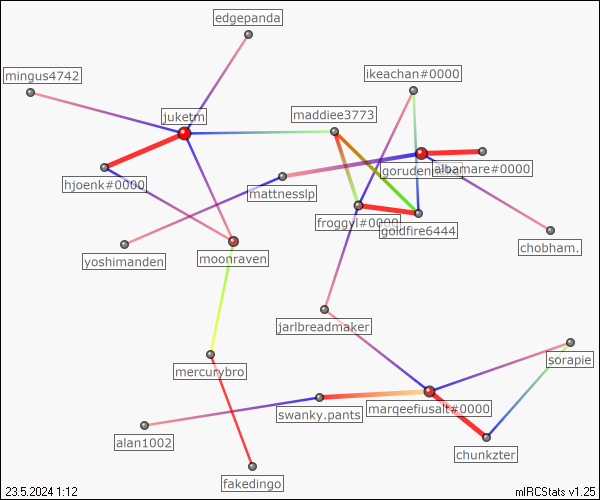 edgepanda
mingus4742
ikeachan#0000
juketm
maddiee3773
albamare#0000
hjoenk#0000
mattnesslp
froggyl#0000
goldfire6444
chobham.
yoshimanden
moonraven
jarlbreadmaker
sorapie
mercurybro
swanky.pants
marqeefiusalt#0000
alan1002
chunkzter
fakedingo
23.5.2024 1:12
mIRCStats v1.25